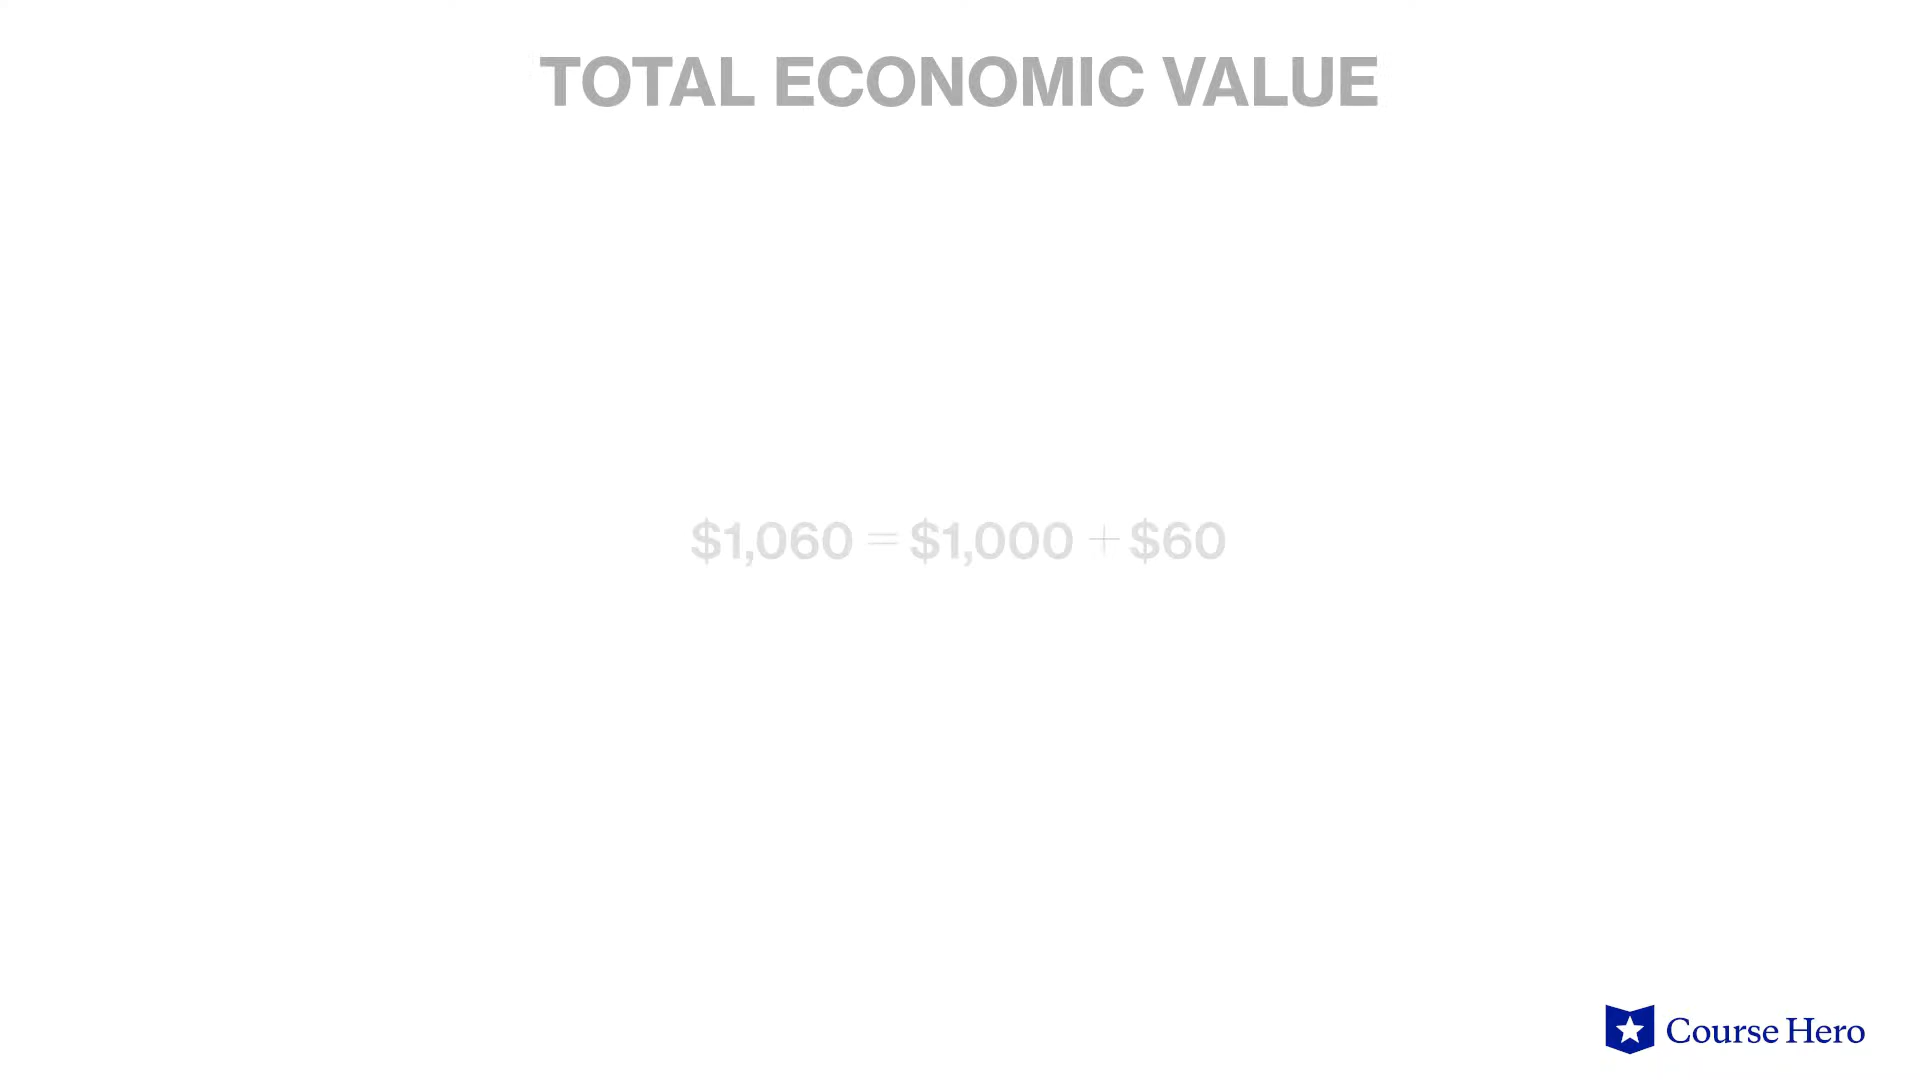 TOTAL ECONOMIC VALUE
$1,060 = $1,000 + $60
Course Hero